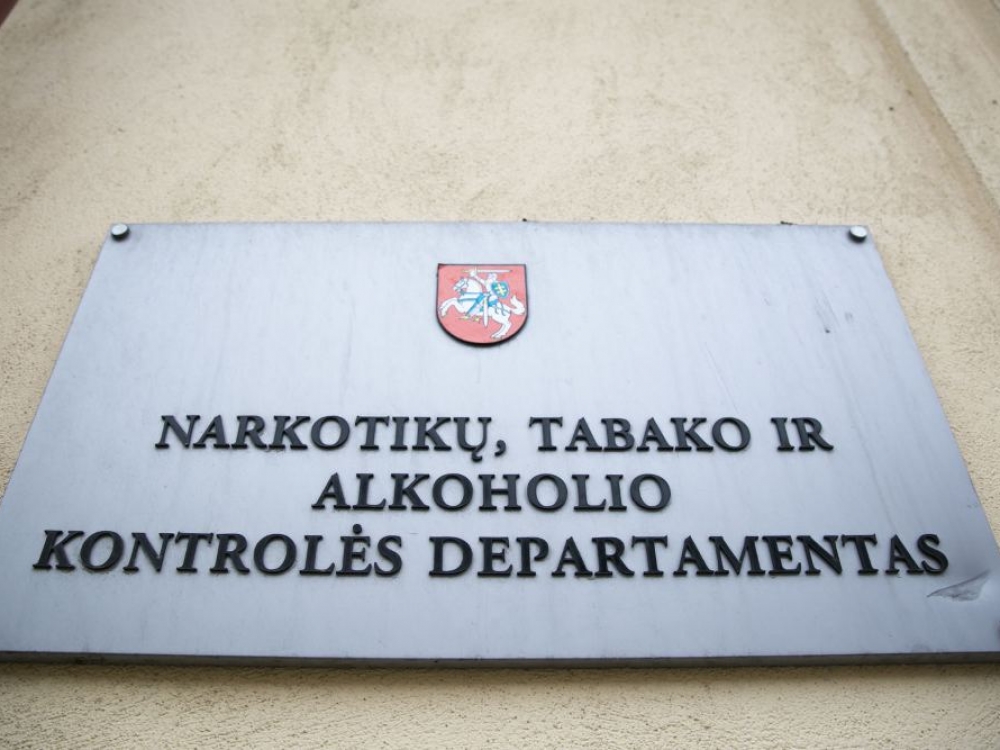 NARKOTIKŲ, TABAKO IR
ALKOHOLIO
KONTROLĖS DEPARTAMENTAS